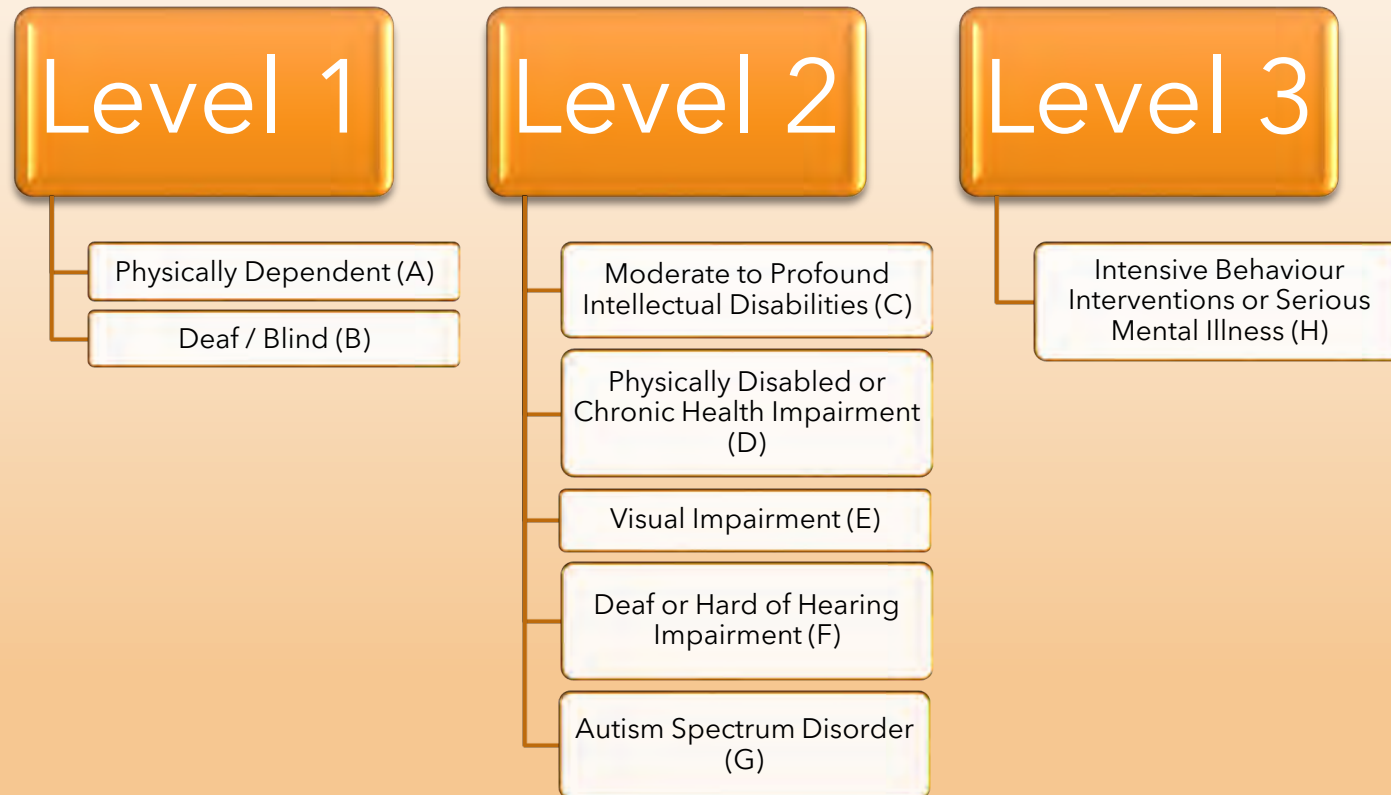 Level 1
Physically Dependent (A)
Deaf / Blind (B)
Level 2
Moderate to Profound
Intellectual Disabilities (C)
Physically Disabled or
Chronic Health Impairment
(D)
Visual Impairment (E)
Deaf or Hard of Hearing
Impairment (F)
Autism Spectrum Disorder
(G)
Level 3
Intensive Behaviour
Interventions or Serious
Mental Illness (H)